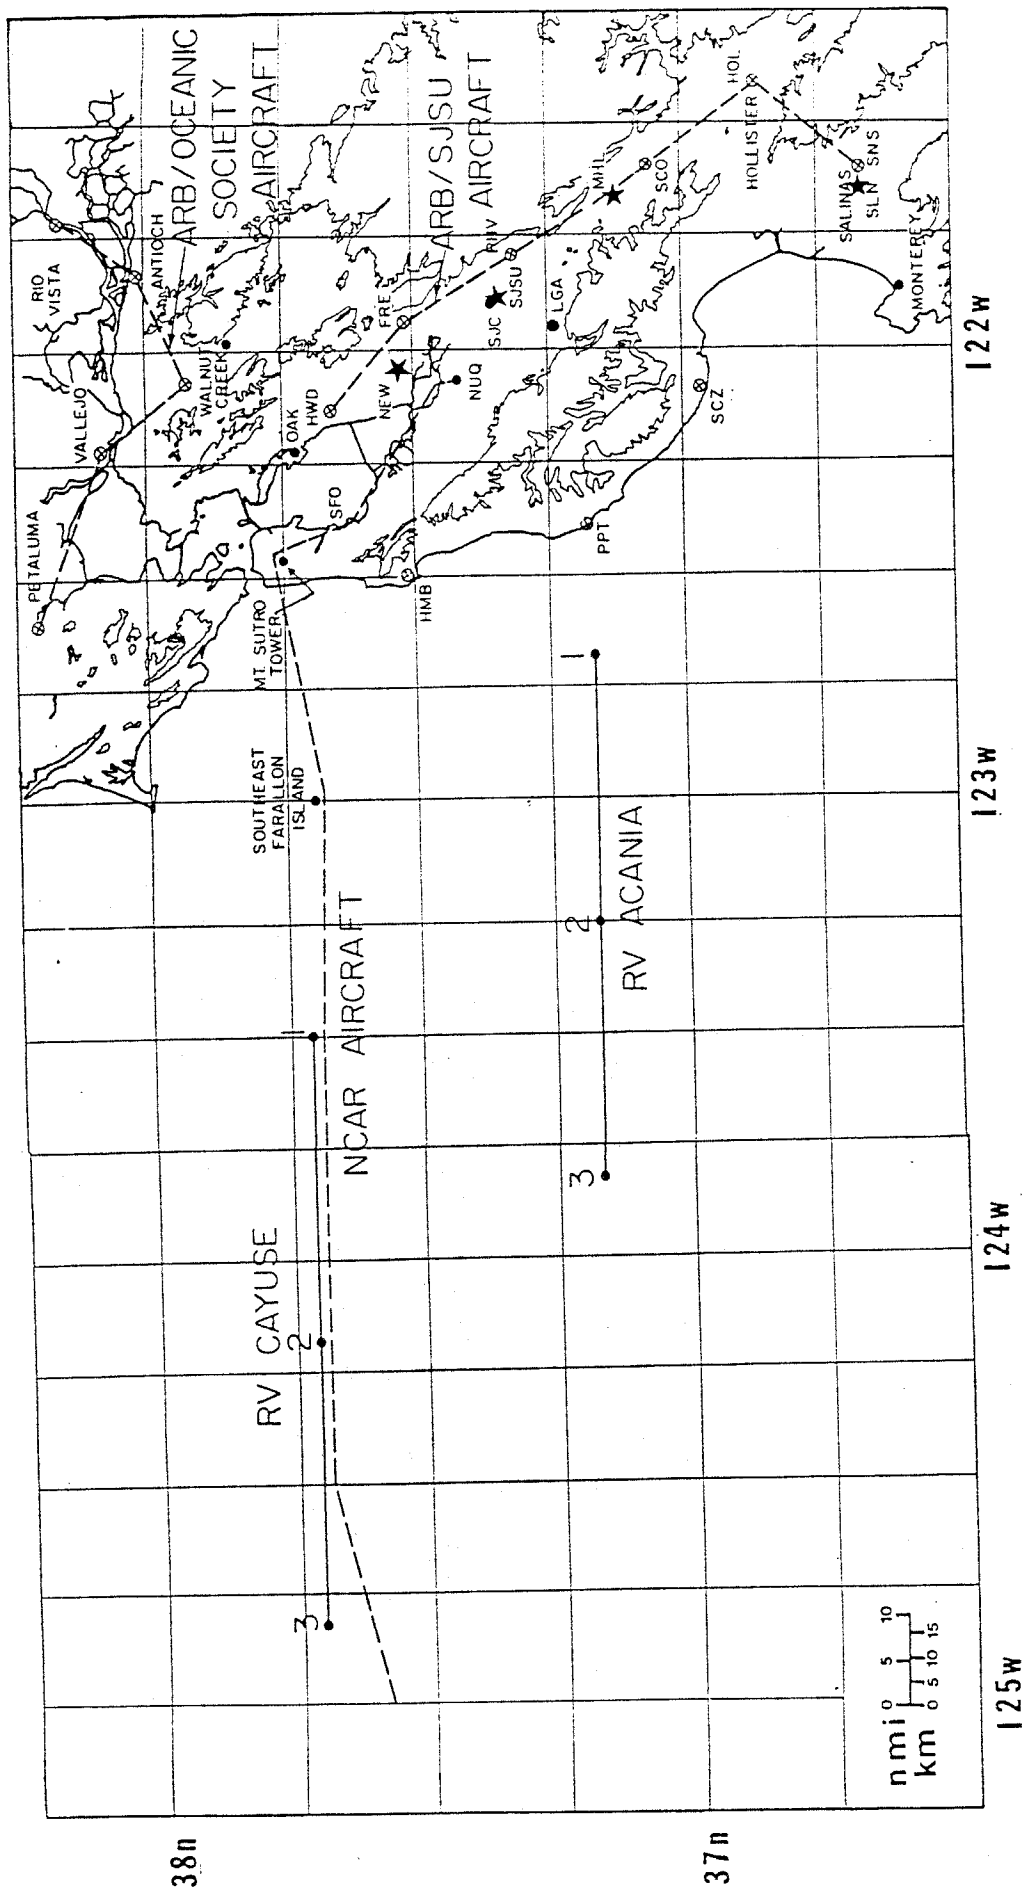 RIO
VISTA
ANTIOCH
ARB/OCEANIC
SOCIETY
AIRCRAFT
VALLEJO
WALNUT
CREEK
PETALUMA
OAK
HWD
FRE
NEW
ARB/SJSU
AIRCRAFT
RHV
NUQ
SJC
SJSU
LGA
MHL
SCO
HOL
HOLLISTER
SALINAS
SLN SNS
MONTEREY
SCZ
PPT
SFO
HMB
MT. SUTRO
TOWER
SOUTHEAST
FARALLON
ISLAND
NCAR AIRCRAFT
RV CAYUSE
1
2
3
RV ACANIA
1
2
3
122W
123W
124W
125W
38n
37n
nmi 0 5 10
km 0 5 10 15